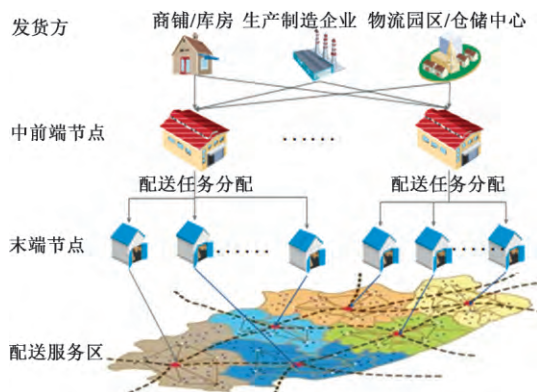 发货方
商铺/库房 生产制造企业 物流园区/仓储中心
中前端节点
配送任务分配 配送任务分配
末端节点
配送服务区